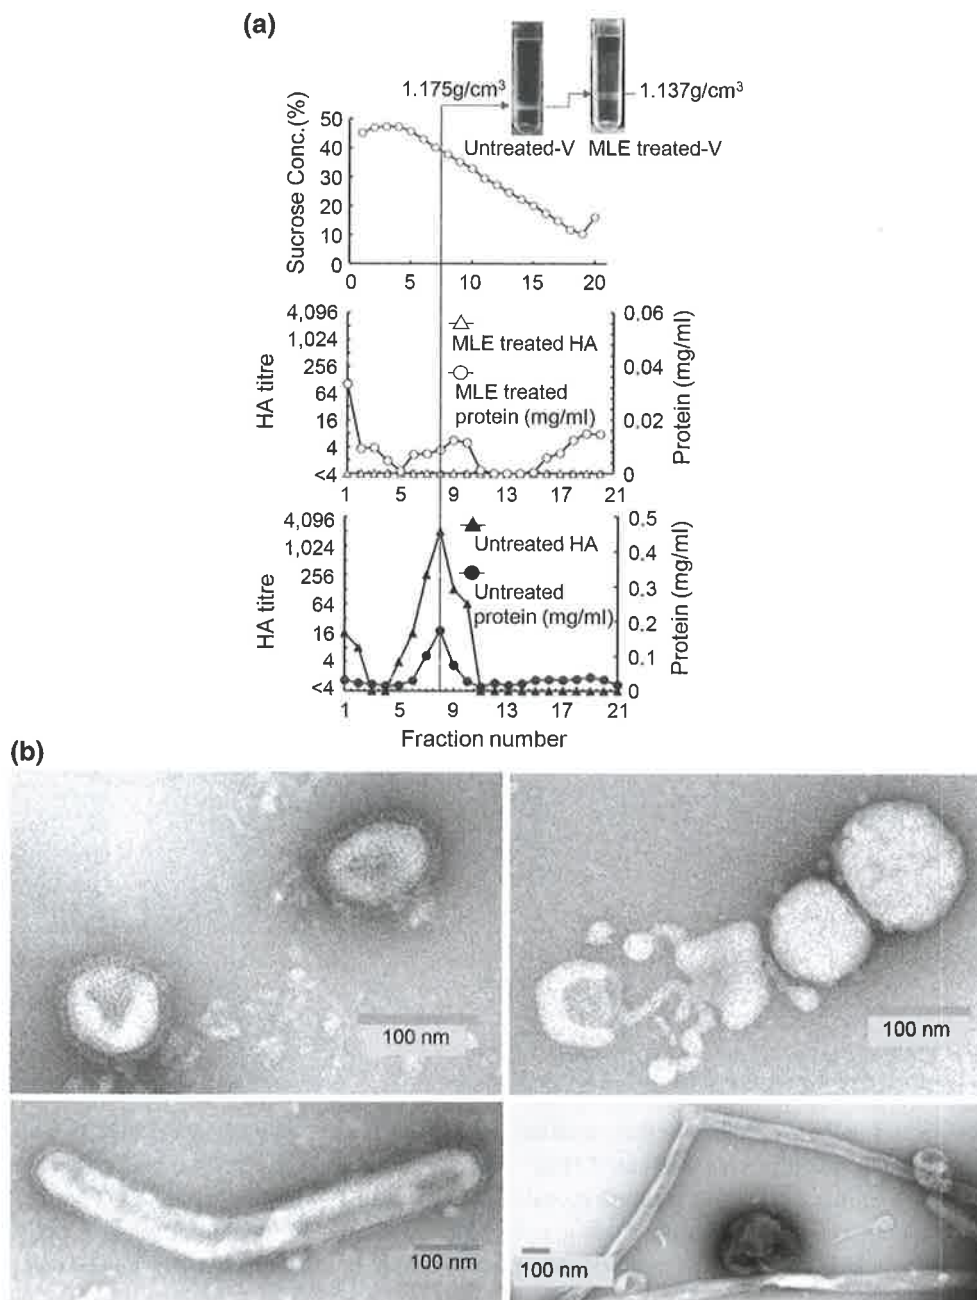 (a)
1.175g/cm³
1.137g/cm³
Untreated-V
MLE treated-V
Sucrose Conc.(%)
50
40
30
20
10
0
0 5 10 15 20
HA titre
4,096
1,024
256
64
16
4
<4
MLE treated HA
MLE treated
protein (mg/ml)
0.06
0.04
0.02
0
Protein (mg/ml)
1 5 9 13 17 21
HA titre
4,096
1,024
256
64
16
4
<4
Untreated HA
Untreated
protein (mg/ml)
0.5
0.4
0.3
0.2
0.1
0
Protein (mg/ml)
1 5 9 13 17 21
Fraction number
(b)
100 nm
100 nm
100 nm
100 nm